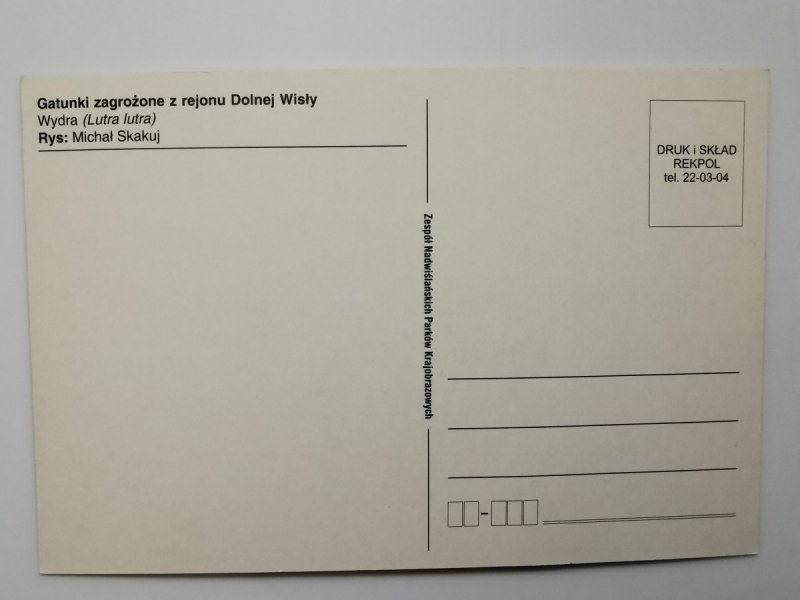 Gatunki zagrożone z rejonu Dolnej Wisły
Wydra (Lutra lutra)
Rys: Michał Skakuj
Zespół Nadwiślańskich Parków Krajobrazowych
DRUK i SKŁAD
REKPOL
tel. 22-03-04